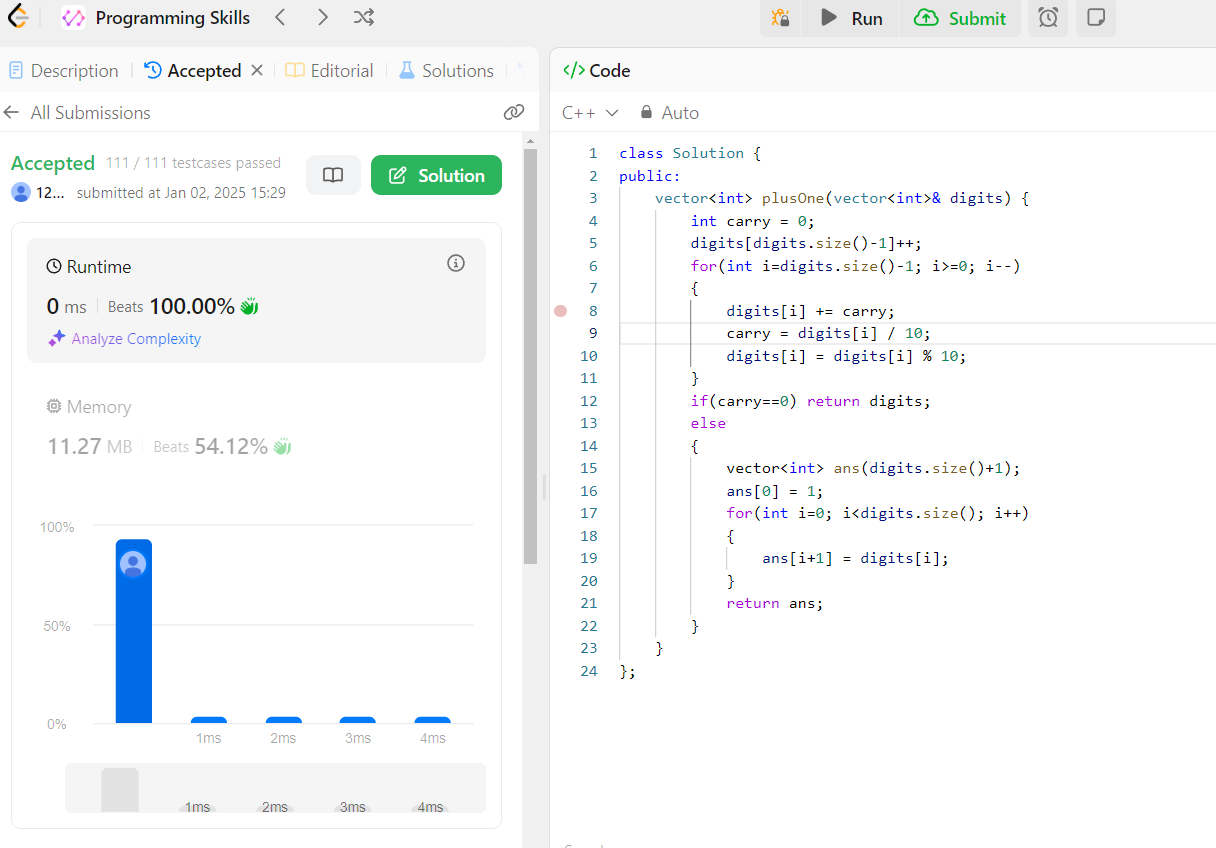 Programming Skills
Run
Submit
Description
Accepted
Editorial
Solutions
All Submissions
Accepted 111 / 111 testcases passed
12... submitted at Jan 02, 2025 15:29
Solution
Runtime
0 ms Beats 100.00%
Analyze Complexity
Memory
11.27 MB Beats 54.12%
100%
50%
0%
1ms 2ms 3ms 4ms
1ms 2ms 3ms 4ms
</> Code
C++ Auto
1 class Solution {
2 public:
3 vector<int> plusOne(vector<int>& digits) {
4 int carry = 0;
5 digits[digits.size()-1]++;
6 for(int i=digits.size()-1; i>=0; i--)
7 {
8 digits[i] += carry;
9 carry = digits[i] / 10;
10 digits[i] = digits[i] % 10;
11 }
12 if(carry==0) return digits;
13 else
14 {
15 vector<int> ans(digits.size()+1);
16 ans[0] = 1;
17 for(int i=0; i<digits.size(); i++)
18 {
19 ans[i+1] = digits[i];
20 }
21 return ans;
22 }
23 }
24 };